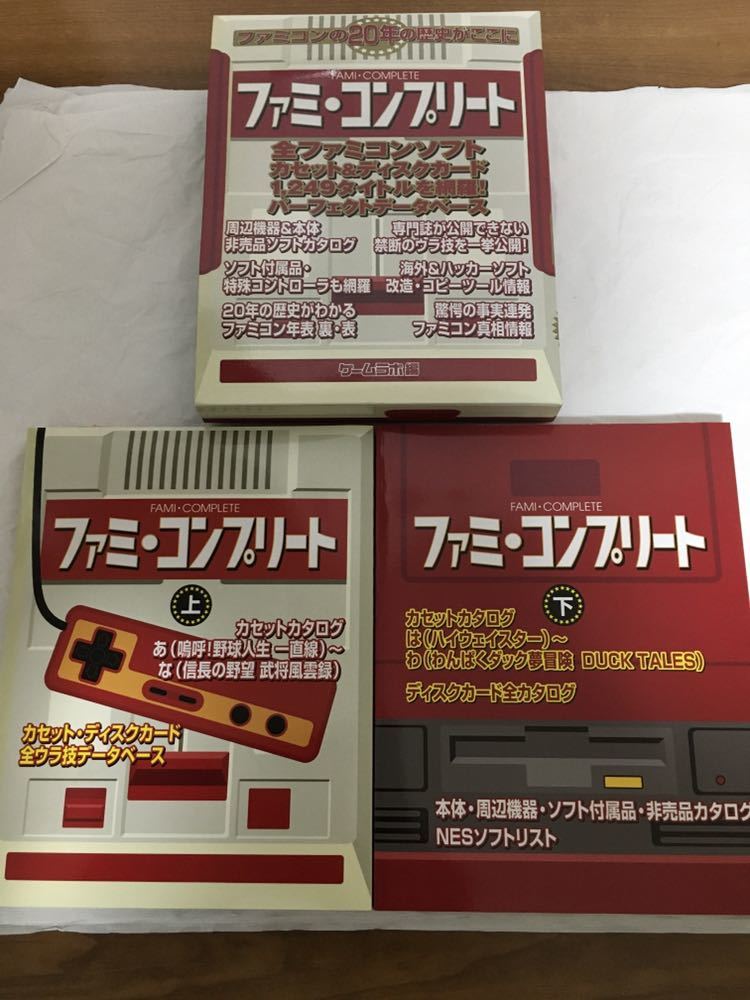 ファミコンの20年の歴史がここに
FAMI・COMPLETE
ファミ・コンプリート
全ファミコンソフト
カセット&ディスクカード
1,249タイトルを網羅!
パーフェクトデータベース
周辺機器&本体
非売品ソフトカタログ
専門誌が公開できない
禁断のウラ技を一挙公開!
ソフト付属品・
特殊コントローラも網羅
海外&ハッカーソフト
改造・コピーツール情報
20年の歴史がわかる
ファミコン年表 裏・表
驚愕の事実連発
ファミコン真相情報
ゲームラボ編
FAMI・COMPLETE
ファミ・コンプリート
上
カセットカタログ
あ(嗚呼!野球人生一直線)~
な(信長の野望 武将風雲録)
カセット・ディスクカード
全ウラ技データベース
FAMI・COMPLETE
ファミ・コンプリート
下
カセットカタログ
は(ハイウェイスター)~
わ(わんぱくダック夢冒険 DUCK TALES)
ディスクカード全カタログ
本体・周辺機器・ソフト付属品・非売品カタログ
NESソフトリスト